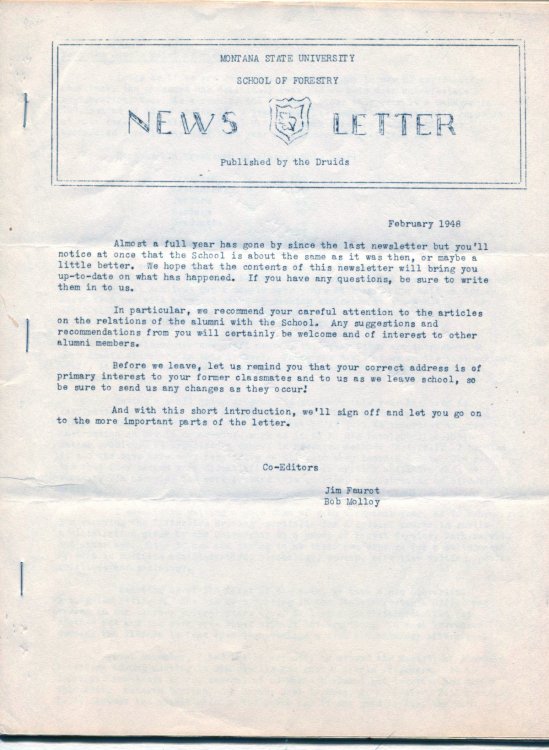 MONTANA STATE UNIVERSITY
SCHOOL OF FORESTRY
NEWS LETTER
Published by the Druids
February 1948
Almost a full year has gone by since the last newsletter but you'll
notice at once that the School is about the same as it was then, or maybe a
little better. We hope that the contents of this newsletter will bring you
up-to-date on what has happened. If you have any questions, be sure to write
them in to us.
In particular, we recommend your careful attention to the articles
on the relations of the alumni with the School. Any suggestions and
recommendations from you will certainly be welcome and of interest to other
alumni members.
Before we leave, let us remind you that your correct address is of
primary interest to your former classmates and to us as we leave school, so
be sure to send us any changes as they occur!
And with this short introduction, we'll sign off and let you go on
to the more important parts of the letter.
Co-Editors
Jim Faurot
Bob Molloy